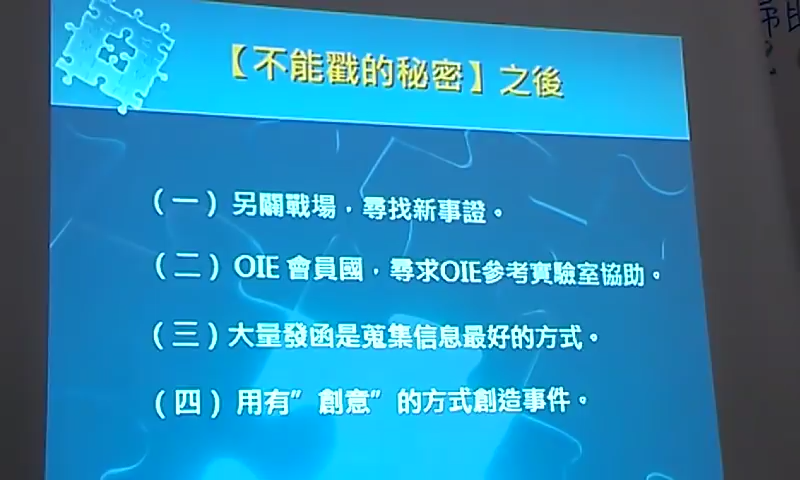 【不能戳的秘密】之後
（一）另闢戰場，尋找新事證。
（二）OIE 會員國，尋求OIE參考實驗室協助。
（三）大量發函是蒐集信息最好的方式。
（四）用有”創意”的方式創造事件。